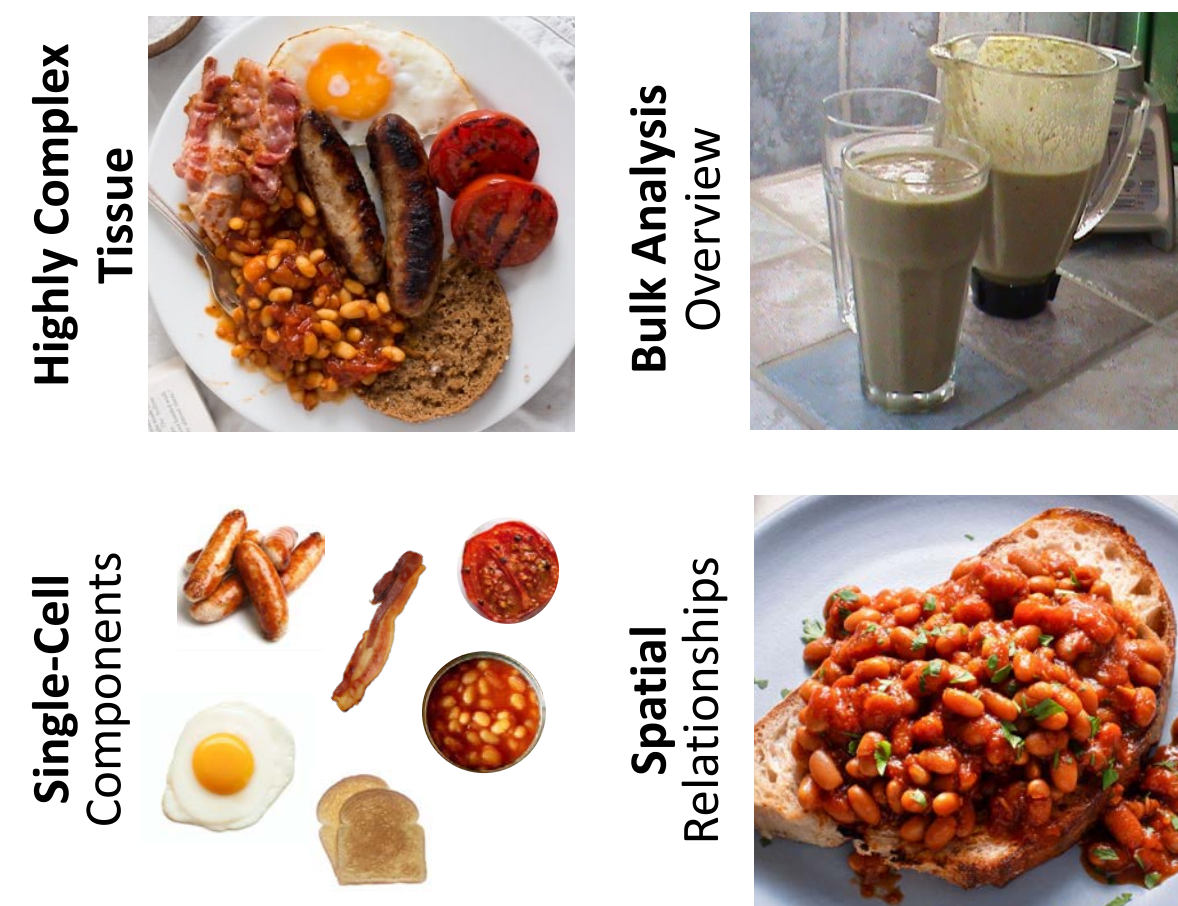 Highly Complex
Tissue
Bulk Analysis
Overview
Single-Cell
Components
Spatial
Relationships